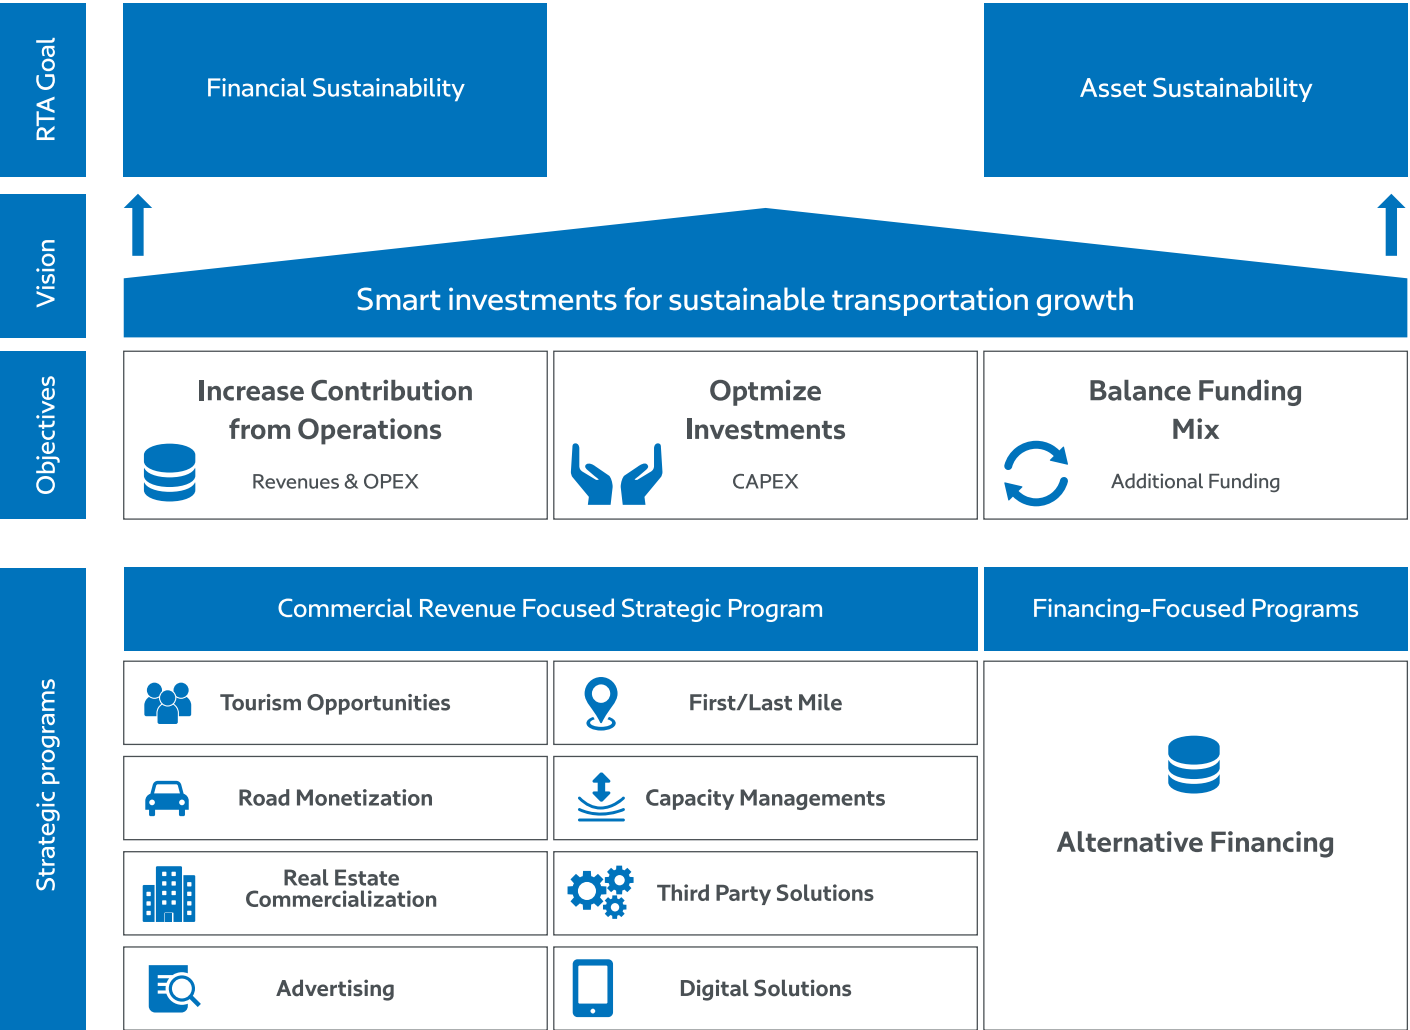 RTA Goal
Financial Sustainability
Asset Sustainability
Vision
Smart investments for sustainable transportation growth
Objectives
Increase Contribution
from Operations
Revenues & OPEX
Optmize
Investments
CAPEX
Balance Funding
Mix
Additional Funding
Strategic programs
Commercial Revenue Focused Strategic Program
Financing-Focused Programs
Tourism Opportunities
First/Last Mile
Road Monetization
Capacity Managements
Real Estate
Commercialization
Third Party Solutions
Advertising
Digital Solutions
Alternative Financing